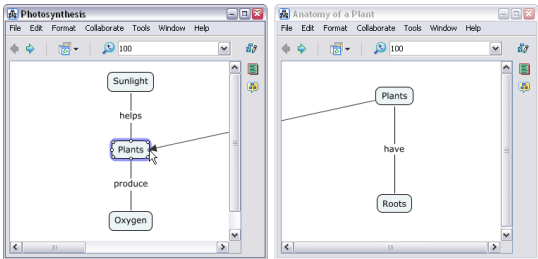 Photosynthesis
File Edit Format Collaborate Tools Window Help
100
Sunlight
helps
Plants
produce
Oxygen
Anatomy of a Plant
File Edit Format Collaborate Tools Window Help
100
Plants
have
Roots